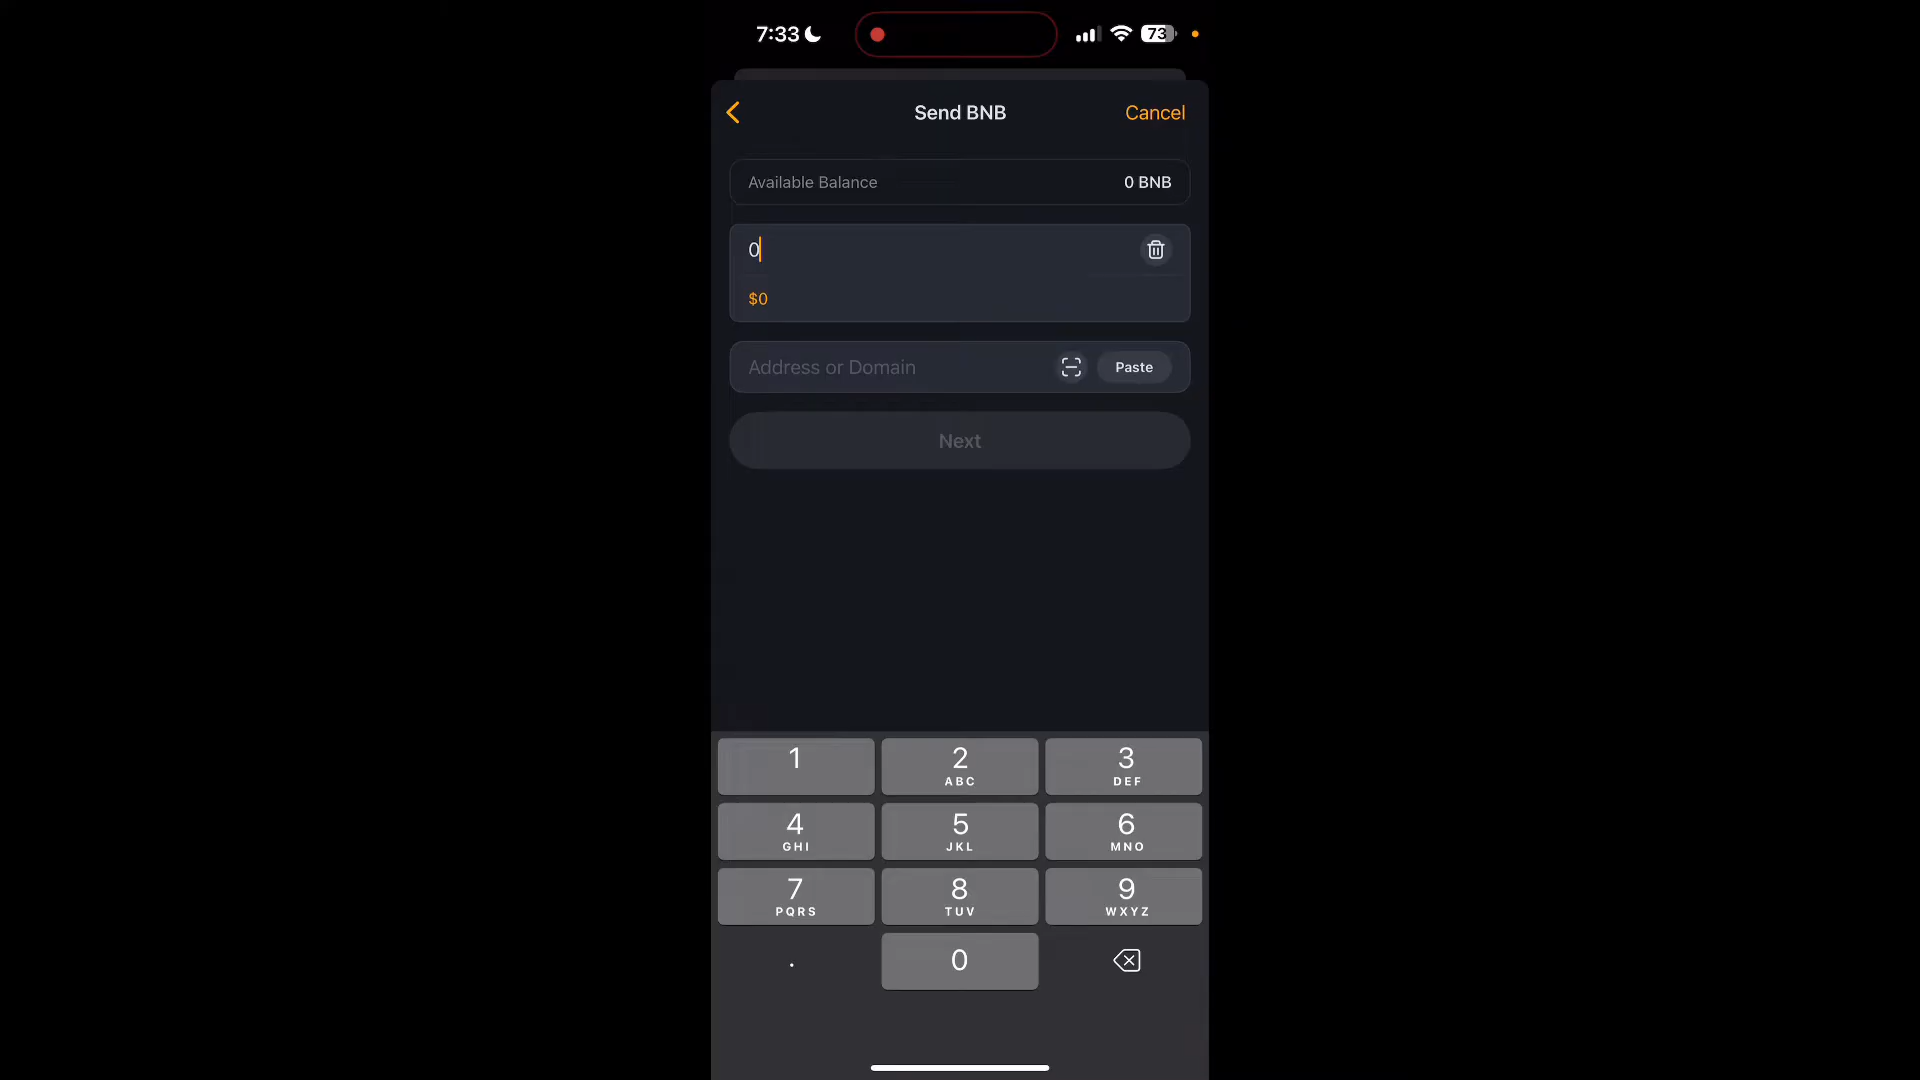 7:33
73
Send BNB
Cancel
Available Balance
0 BNB
0
$0
Address or Domain
Paste
Next
1
2
ABC
3
DEF
4
GHI
5
JKL
6
MNO
7
PQRS
8
TUV
9
WXYZ
.
0